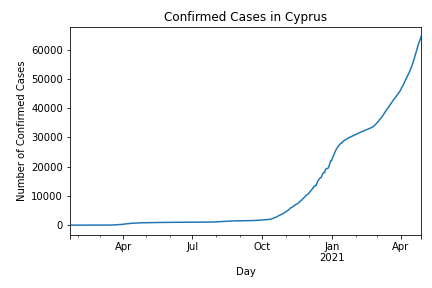 Confirmed Cases in Cyprus
Number of Confirmed Cases
60000
50000
40000
30000
20000
10000
0
Apr
Jul
Oct
Jan
2021
Apr
Day